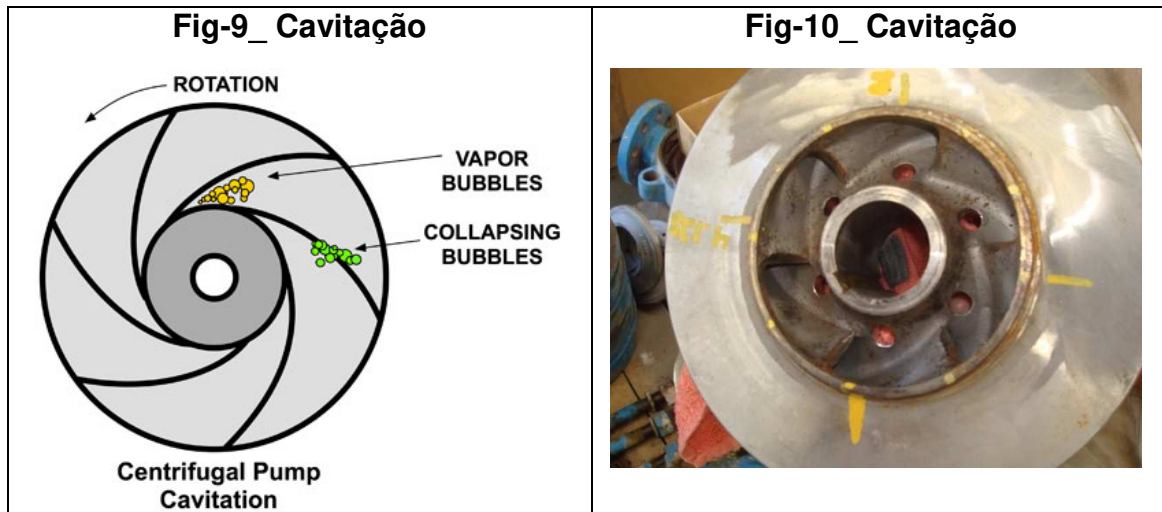 Fig-9_ Cavitação
Fig-10_ Cavitação
ROTATION
VAPOR
BUBBLES
COLLAPSING
BUBBLES
Centrifugal Pump
Cavitation